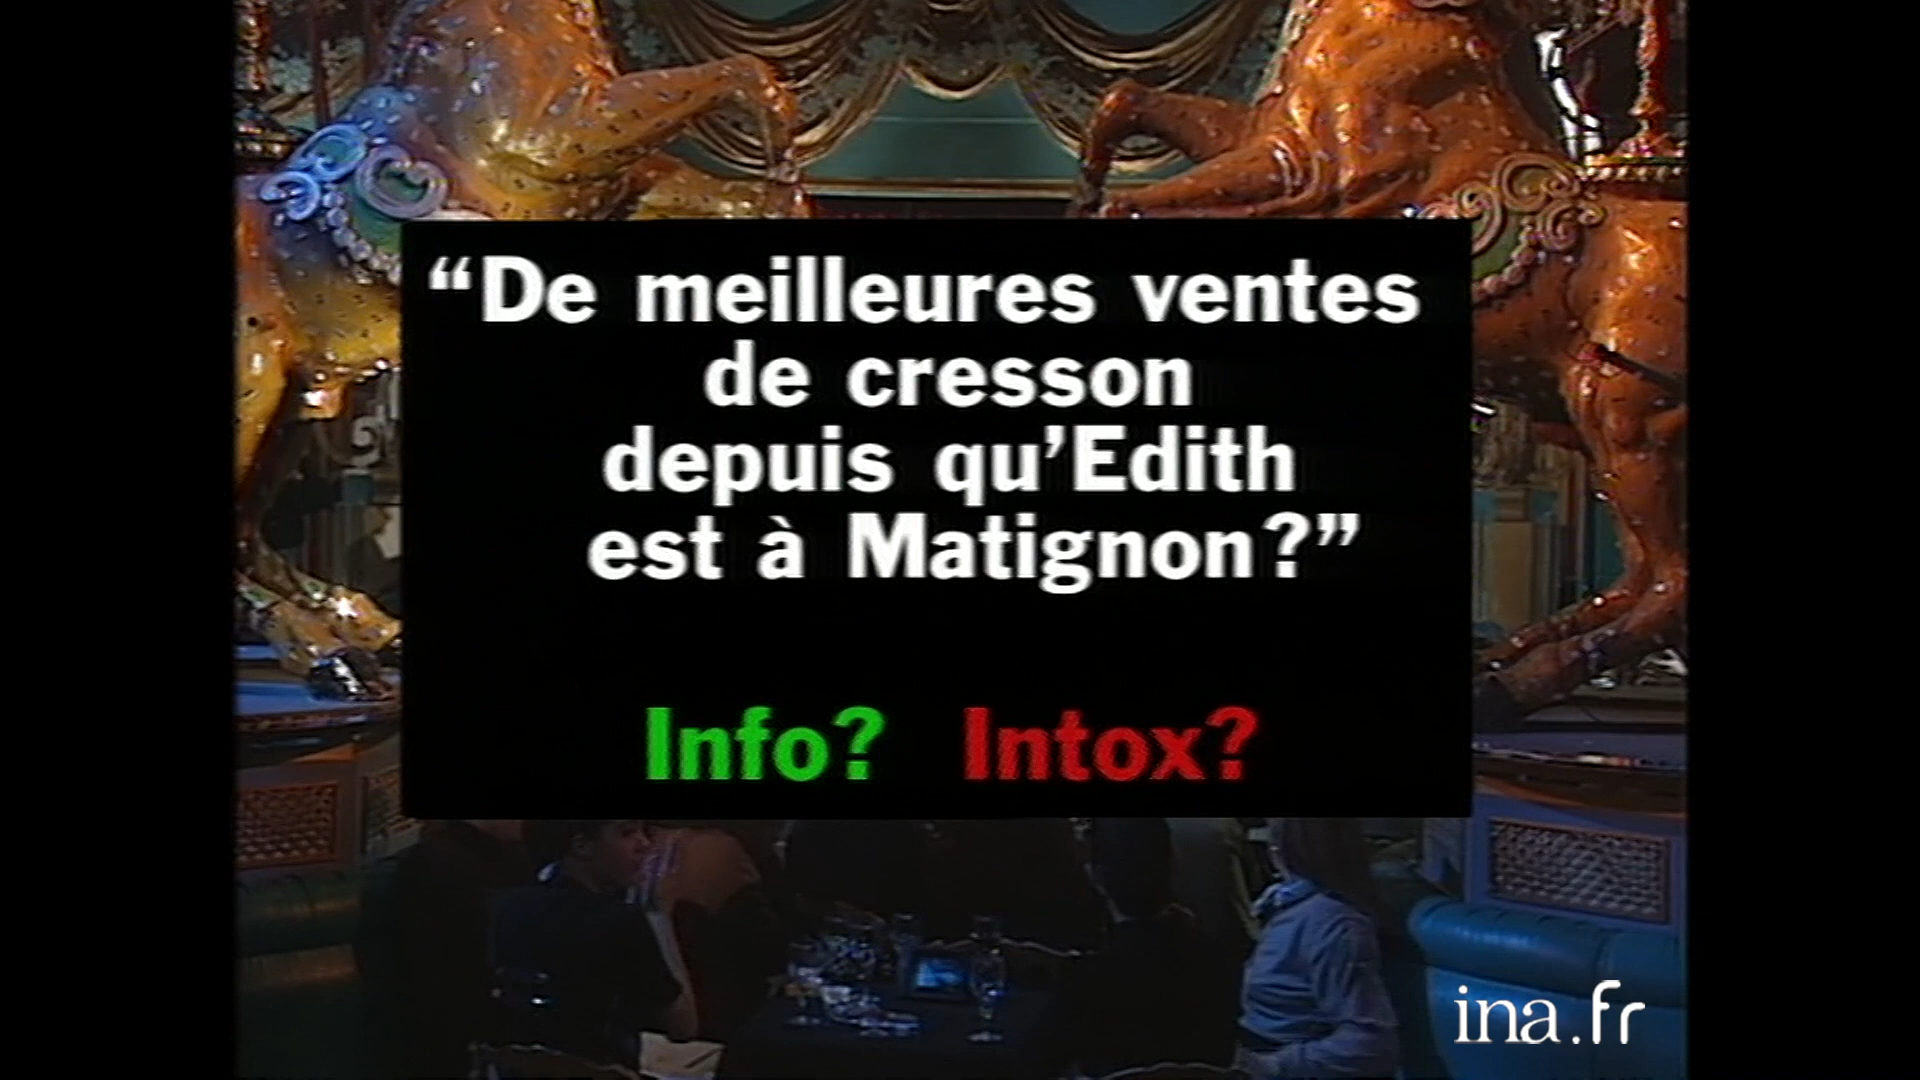 “De meilleures ventes
de cresson
depuis qu’Edith
est à Matignon?”
Info? Intox?
ina.fr